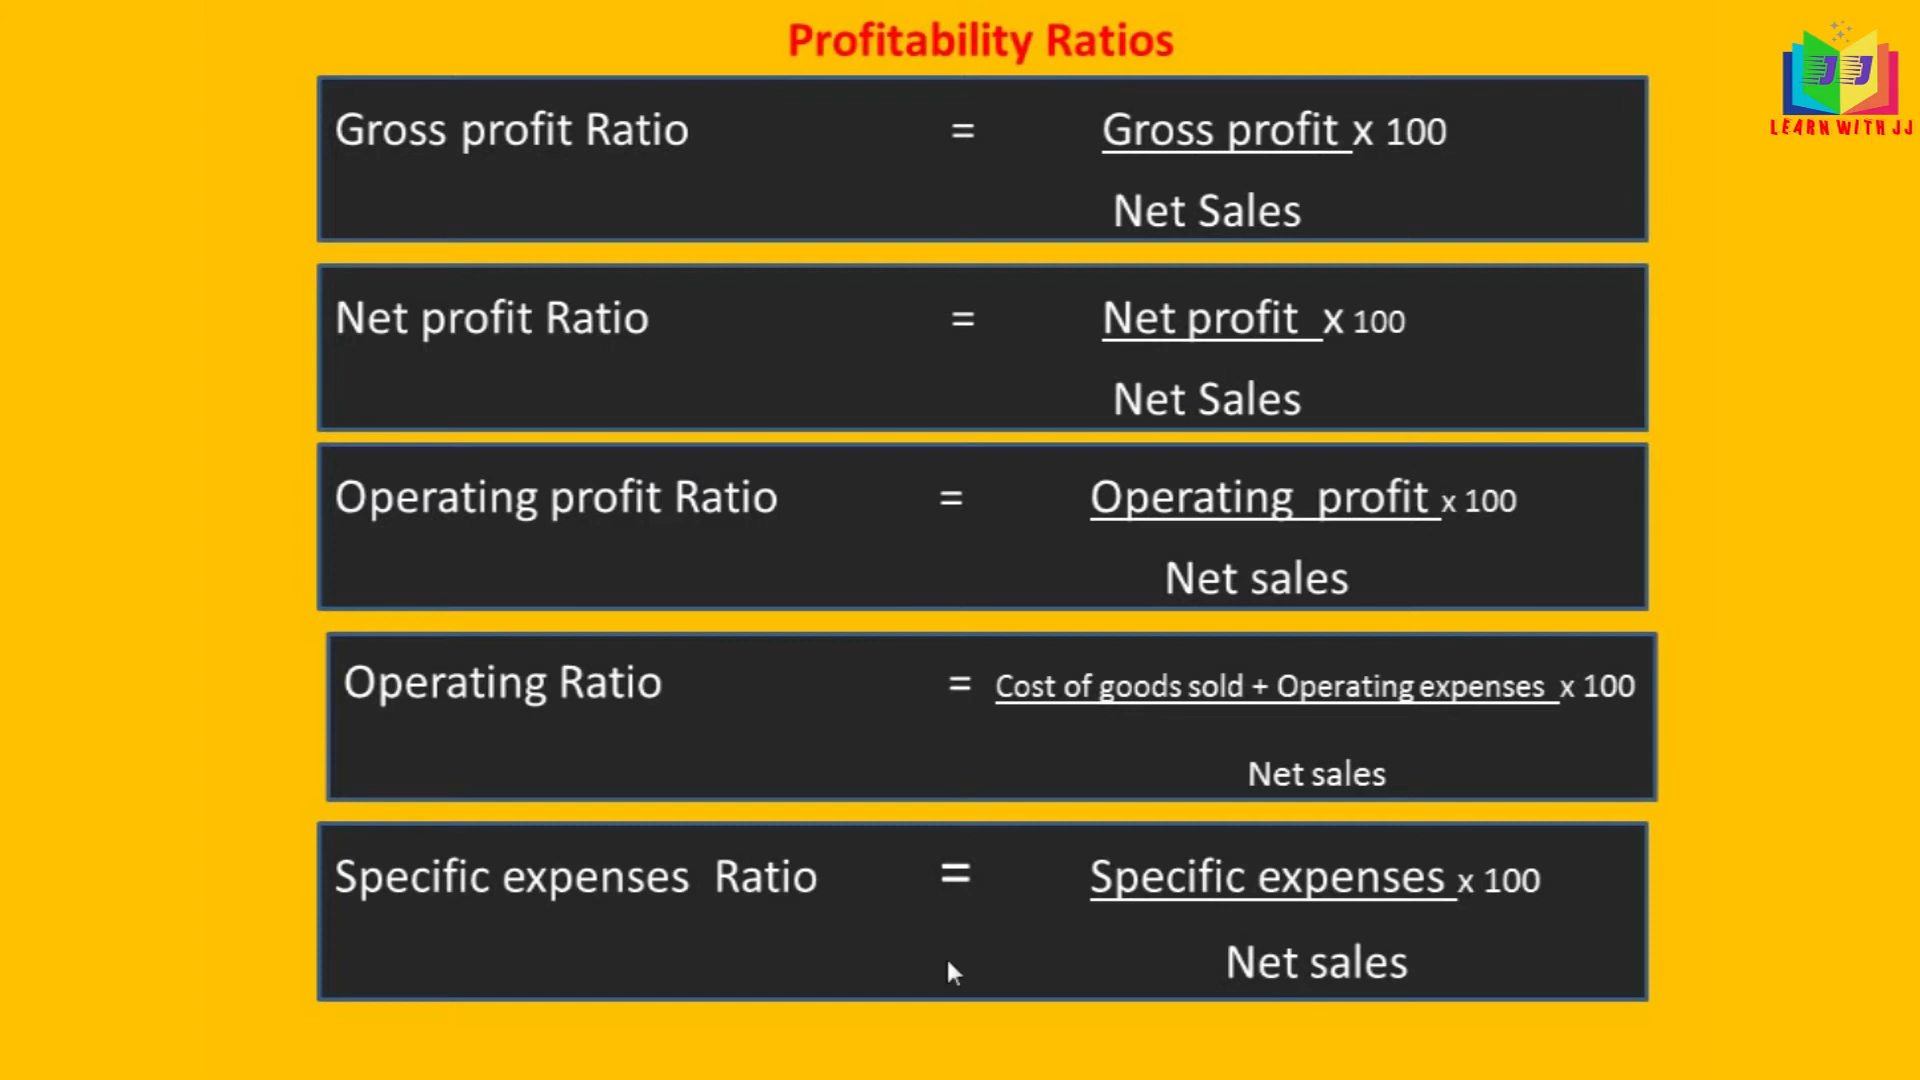 Profitability Ratios
LEARN WITH JJ
Gross profit Ratio = Gross profit x 100
Net Sales
Net profit Ratio = Net profit x 100
Net Sales
Operating profit Ratio = Operating profit x 100
Net sales
Operating Ratio = Cost of goods sold + Operating expenses x 100
Net sales
Specific expenses Ratio = Specific expenses x 100
Net sales